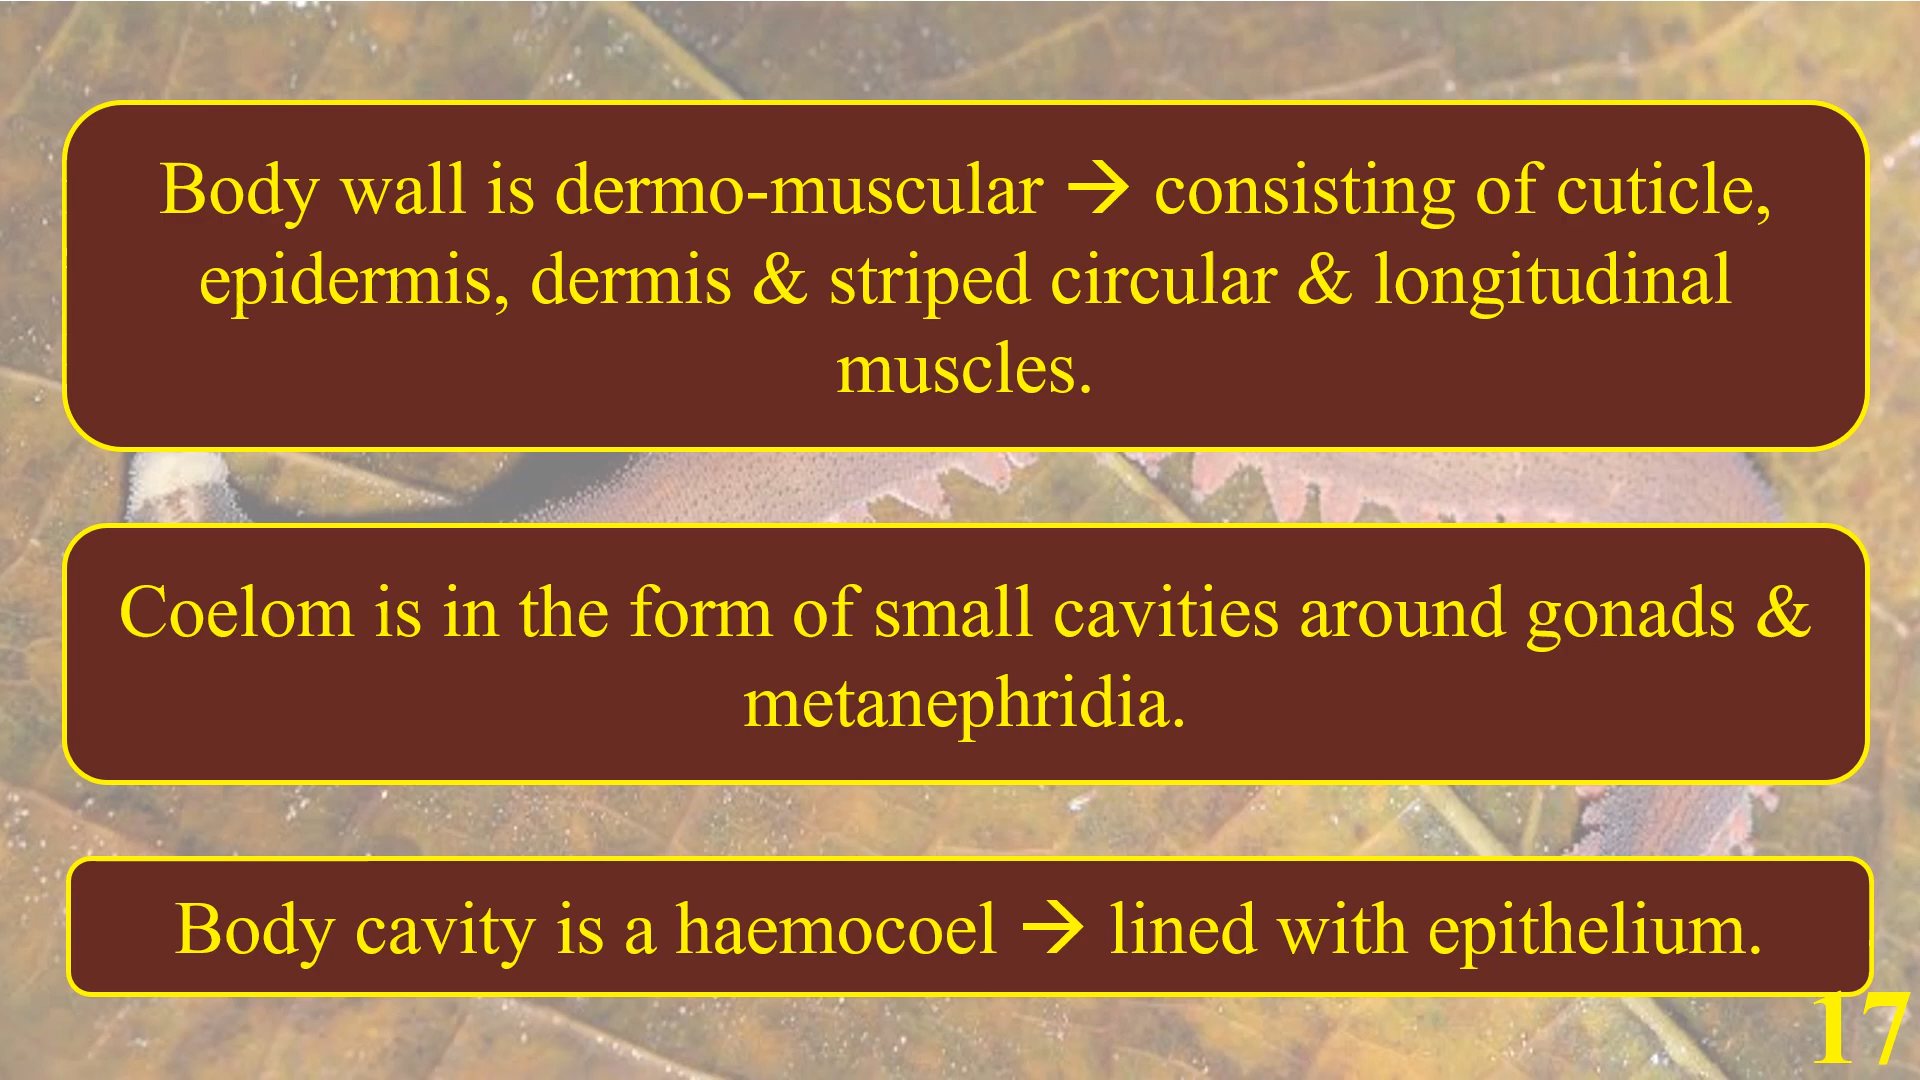 Body wall is dermo-muscular → consisting of cuticle,
epidermis, dermis & striped circular & longitudinal
muscles.
Coelom is in the form of small cavities around gonads &
metanephridia.
Body cavity is a haemocoel → lined with epithelium.
17